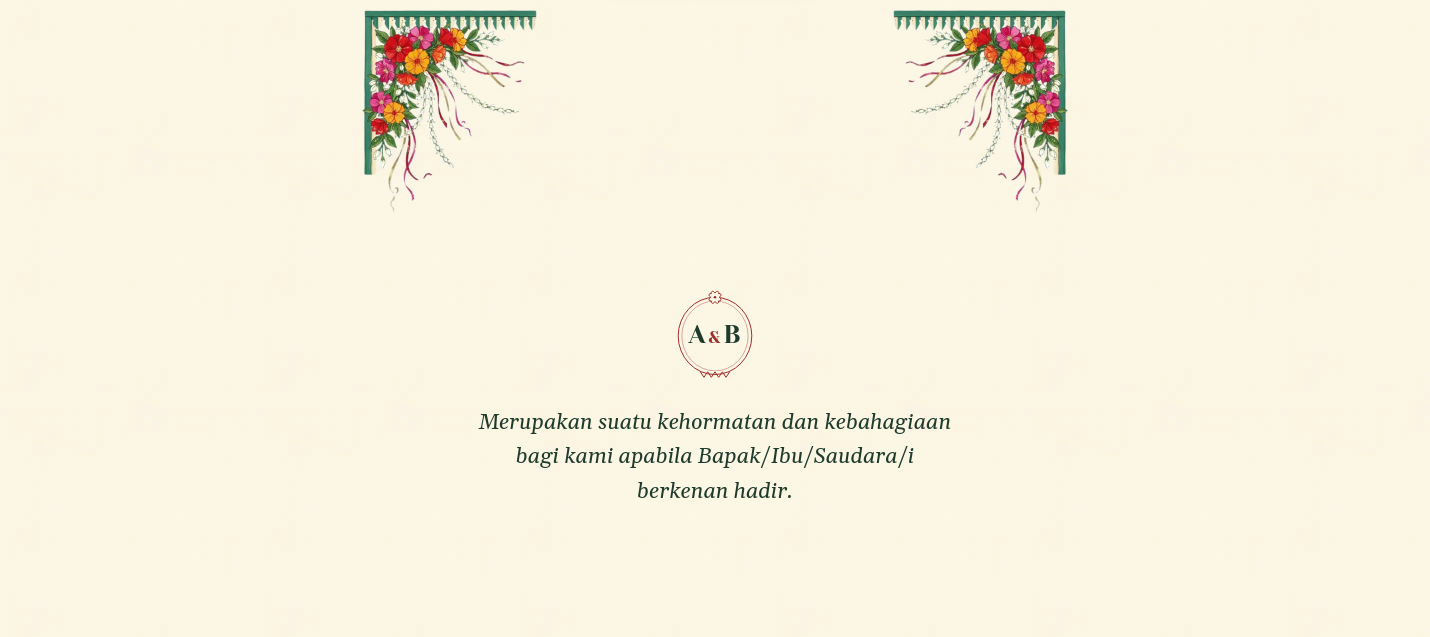 A & B
Merupakan suatu kehormatan dan kebahagiaan
bagi kami apabila Bapak/Ibu/Saudara/i
berkenan hadir.